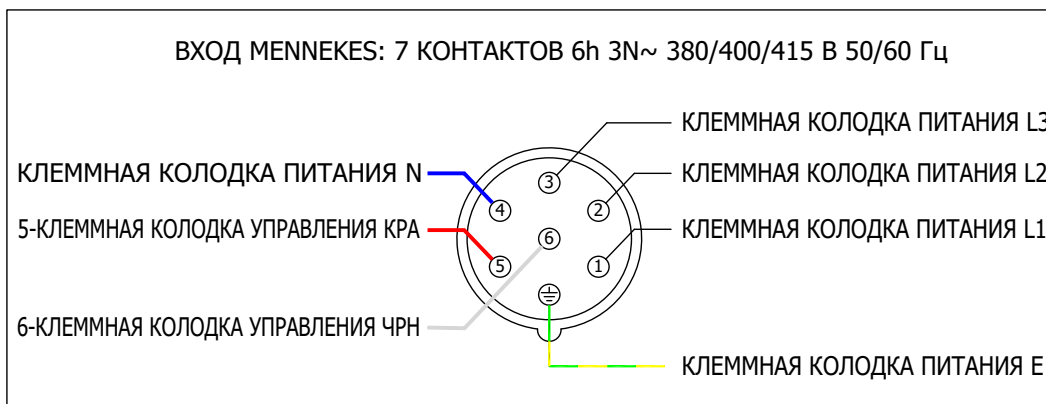 ВХОД MENNEKES: 7 КОНТАКТОВ 6h 3N~ 380/400/415 В 50/60 Гц
КЛЕММНАЯ КОЛОДКА ПИТАНИЯ L3
КЛЕММНАЯ КОЛОДКА ПИТАНИЯ N
3
КЛЕММНАЯ КОЛОДКА ПИТАНИЯ L2
4
2
5-КЛЕММНАЯ КОЛОДКА УПРАВЛЕНИЯ КРА
6
КЛЕММНАЯ КОЛОДКА ПИТАНИЯ L1
5
1
6-КЛЕММНАЯ КОЛОДКА УПРАВЛЕНИЯ ЧРН
КЛЕММНАЯ КОЛОДКА ПИТАНИЯ E